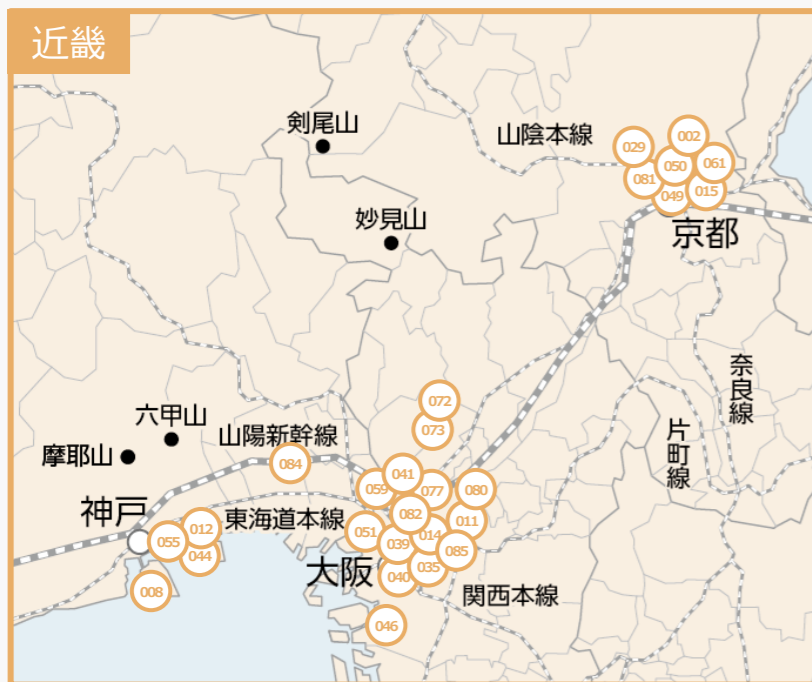 近畿
剣尾山
山陰本線
002
029
050
061
081
015
049
妙見山
京都
奈良線
072
片町線
六甲山
073
山陽新幹線
摩耶山
084
041
059
077
080
神戸
東海道本線
082
012
011
051
014
055
039
044
085
大阪
035
040
008
関西本線
046